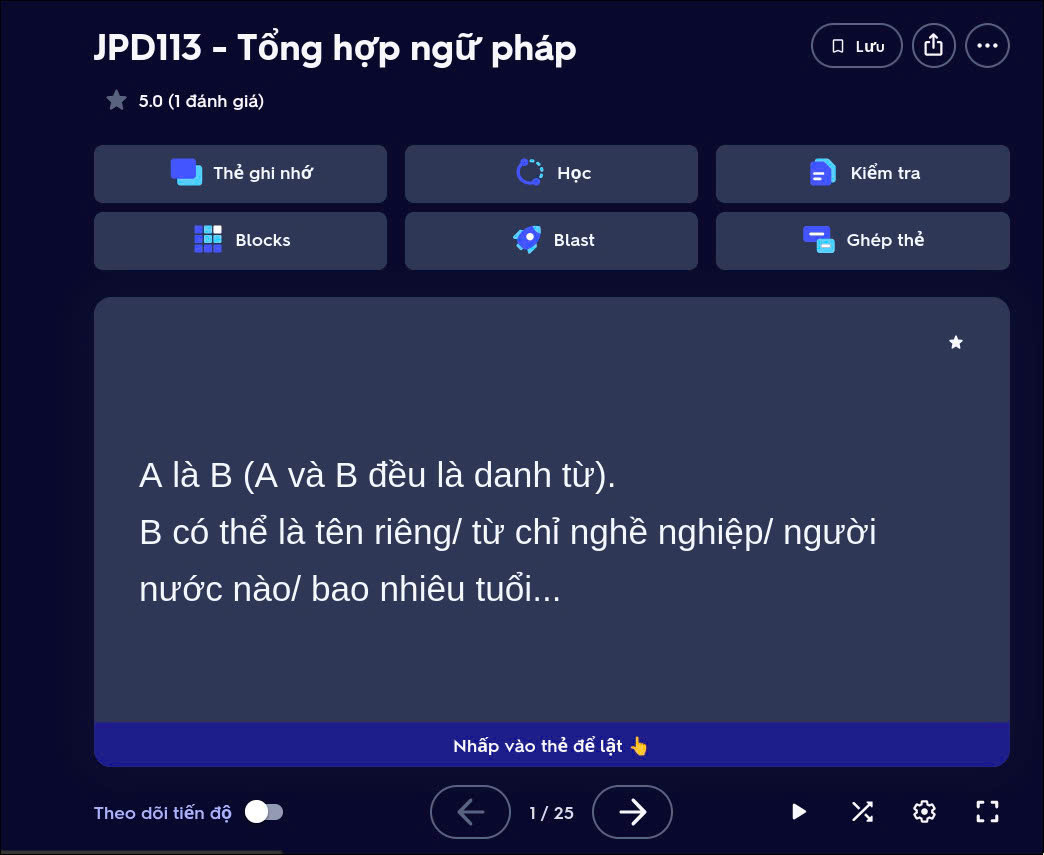 JPD113 - Tổng hợp ngữ pháp
Lưu
5.0 (1 đánh giá)
Thẻ ghi nhớ
Học
Kiểm tra
Blocks
Blast
Ghép thẻ
A là B (A và B đều là danh từ).
B có thể là tên riêng/ từ chỉ nghề nghiệp/ người
nước nào/ bao nhiêu tuổi...
Nhấp vào thẻ để lật 👆
Theo dõi tiến độ
1 / 25